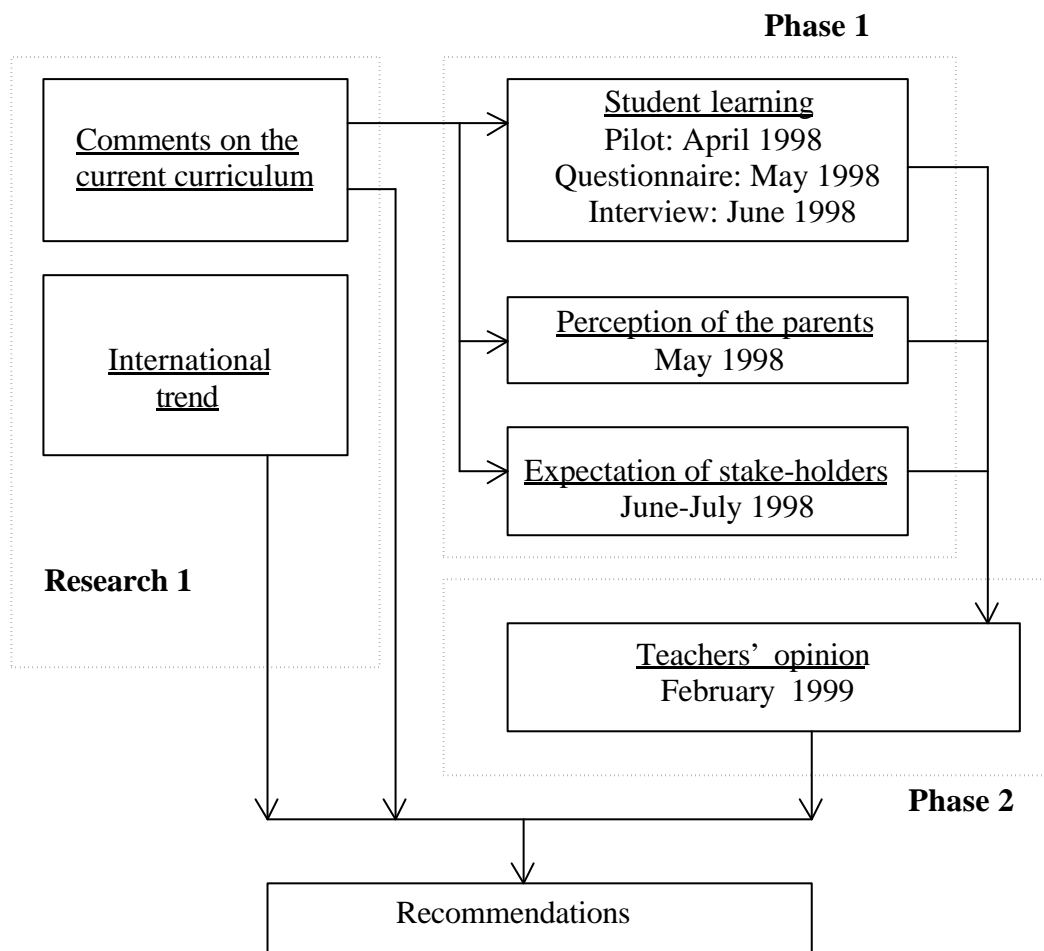 Phase 1
Comments on the
current curriculum
International
trend
Research 1
Student learning
Pilot: April 1998
Questionnaire: May 1998
Interview: June 1998
Perception of the parents
May 1998
Expectation of stake-holders
June-July 1998
Teachers’ opinion
February 1999
Phase 2
Recommendations